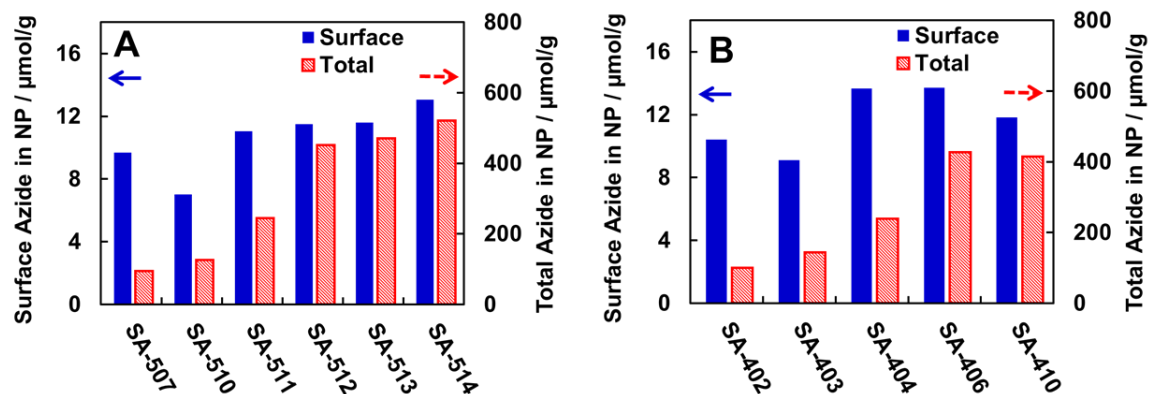 A
Surface
Total
Surface Azide in NP / µmol/g
16
12
8
4
0
800
600
400
200
0
Total Azide in NP / µmol/g
SA-507
SA-510
SA-511
SA-512
SA-513
SA-514
B
Surface
Total
Surface Azide in NP / µmol/g
16
12
8
4
0
800
600
400
200
0
Total Azide in NP / µmol/g
SA-402
SA-403
SA-404
SA-406
SA-410